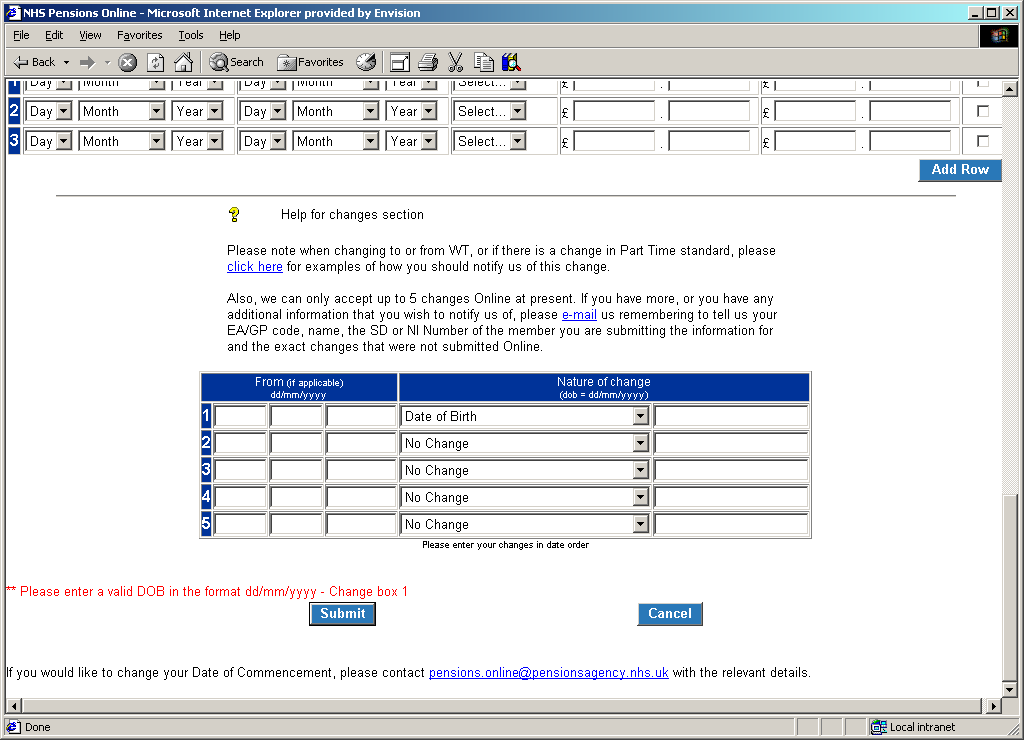 NHS Pensions Online - Microsoft Internet Explorer provided by Envision
File Edit View Favorites Tools Help
Back Search Favorites
1 Day Month Year Day Month Year Select... £ . £ .
2 Day Month Year Day Month Year Select... £ . £ .
3 Day Month Year Day Month Year Select... £ . £ .
Add Row
? Help for changes section
Please note when changing to or from WT, or if there is a change in Part Time standard, please
click here for examples of how you should notify us of this change.
Also, we can only accept up to 5 changes Online at present. If you have more, or you have any
additional information that you wish to notify us of, please e-mail us remembering to tell us your
EA/GP code, name, the SD or NI Number of the member you are submitting the information for
and the exact changes that were not submitted Online.
From (if applicable) Nature of change
dd/mm/yyyy (dob = dd/mm/yyyy)
1 Date of Birth
2 No Change
3 No Change
4 No Change
5 No Change
Please enter your changes in date order
** Please enter a valid DOB in the format dd/mm/yyyy - Change box 1
Submit Cancel
If you would like to change your Date of Commencement, please contact pensions.online@pensionsagency.nhs.uk with the relevant details.
Done Local intranet